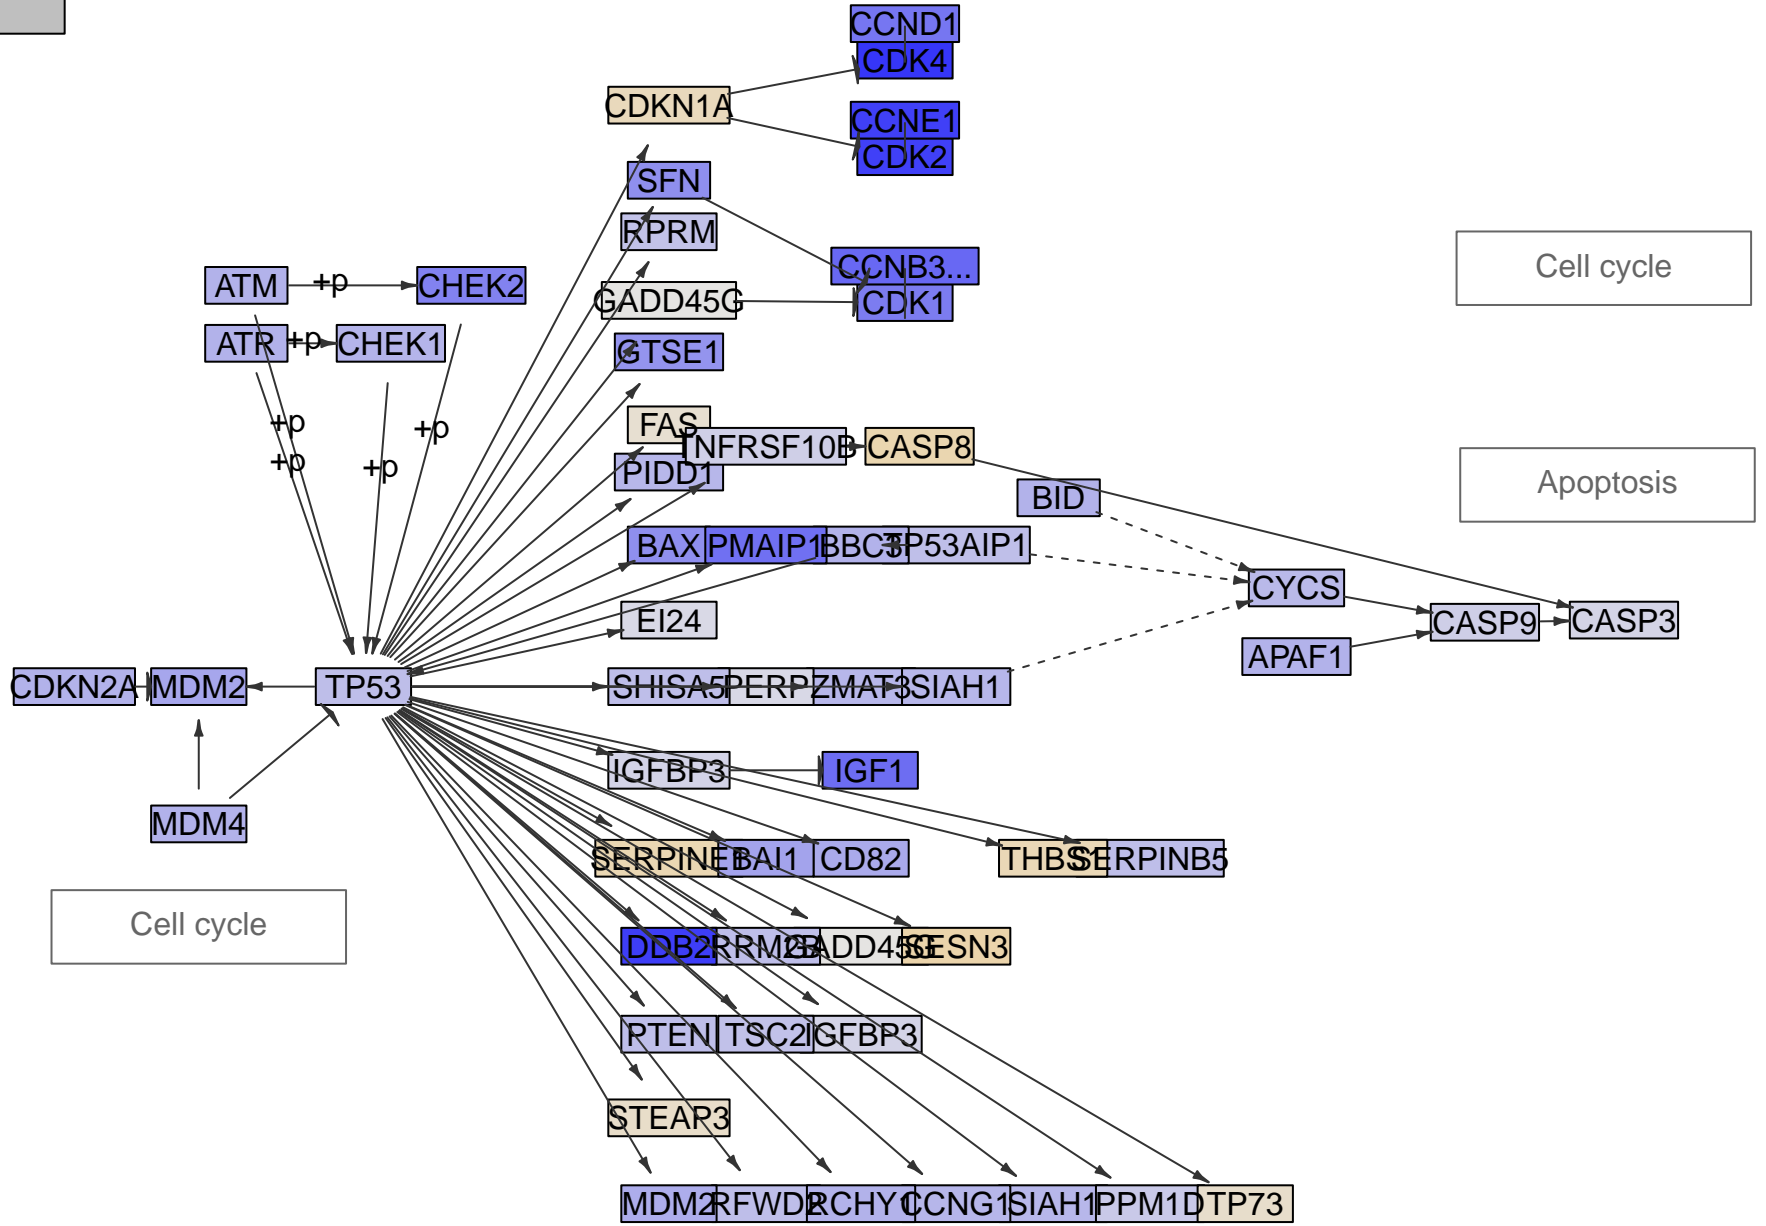 CCND1
CDK4
CDKN1A
CCNE1
CDK2
SFN
RPRM
CCNB3...
Cell cycle
ATM
+p
CHEK2
GADD45G
CDK1
ATR
+p
CHEK1
GTSE1
+p
+p
FAS
TNFRSF10B
CASP8
+p
+p
PIDD1
Apoptosis
BID
BAX
PMAIP1
BBC3
TP53AIP1
CYCS
EI24
CASP9
CASP3
APAF1
CDKN2A
MDM2
TP53
SHISA5
PERP
ZMAT3
SIAH1
IGFBP3
IGF1
MDM4
SERPINE1
BAI1
CD82
THBS1
SERPINB5
Cell cycle
DDB2
RRM2B
GADD45G
SESN3
PTEN
TSC2
IGFBP3
STEAP3
MDM2
RFWD2
RCHY1
CCNG1
SIAH1
PPM1D
TP73